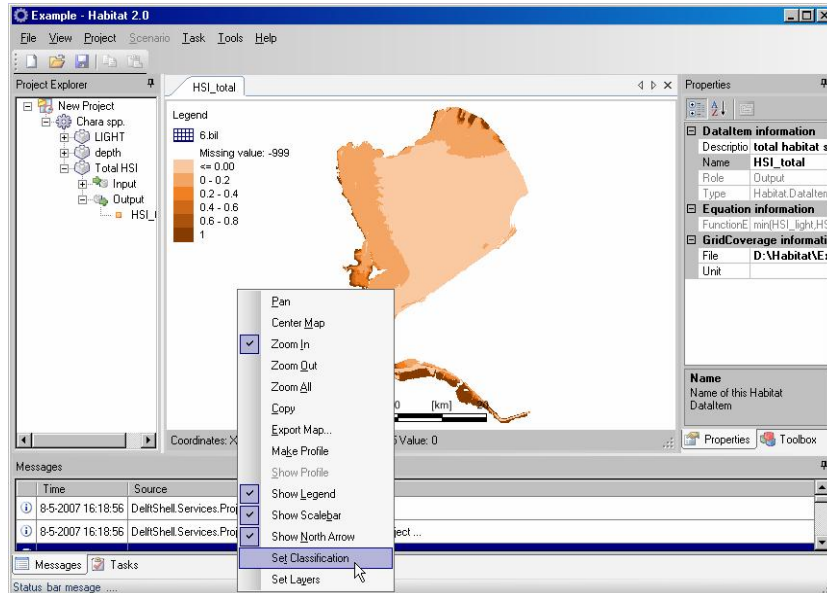 Example - Habitat 2.0
File View Project Scenario Task Tools Help
Project Explorer
New Project
Chara spp.
LIGHT
depth
Total HSI
Input
Output
HSI_
HSI_total
Legend
6.bil
Missing value: -999
<= 0.00
0 - 0.2
0.2 - 0.4
0.4 - 0.6
0.6 - 0.8
1
Pan
Center Map
Zoom In
Zoom Out
Zoom All
Copy
Export Map...
Make Profile
Show Profile
Show Legend
Show Scalebar
Show North Arrow
Set Classification
Set Layers
0 [km] 20
Coordinates: X
Value: 0
Properties
DataItem information
Descriptio total habitat s
Name HSI_total
Role Output
Type Habitat.DataIten
Equation information
FunctionE min(HSI_light,HS
GridCoverage informati
File D:\Habitat\Ex
Unit
Name
Name of this Habitat
DataItem
Properties Toolbox
Messages
Time Source
8-5-2007 16:18:56 DelftShell.Services.Proj
8-5-2007 16:18:56 DelftShell.Services.Proj ject ...
Messages Tasks
Status bar mesage ....